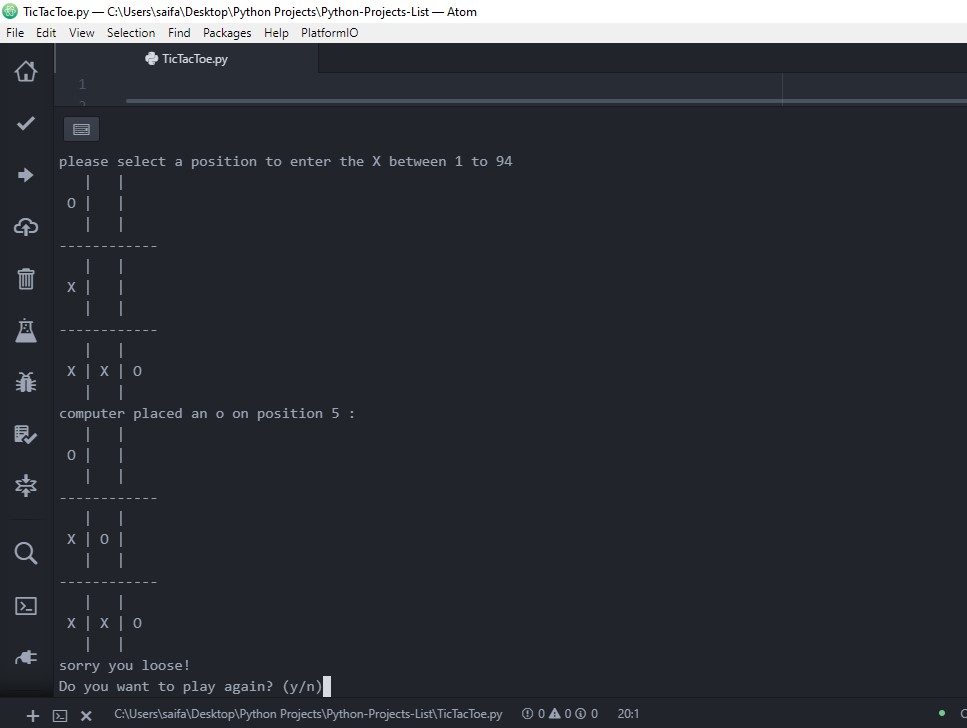 TicTacToe.py — C:\Users\saifa\Desktop\Python Projects\Python-Projects-List — Atom
File Edit View Selection Find Packages Help PlatformIO
TicTacToe.py
1
2
please select a position to enter the X between 1 to 94
   |   |
 O |   |
   |   |
------------
   |   |
 X |   |
   |   |
------------
   |   |
 X | X | O
   |   |
computer placed an o on position 5 :
   |   |
 O |   |
   |   |
------------
   |   |
 X | O |
   |   |
------------
   |   |
 X | X | O
   |   |
sorry you loose!
Do you want to play again? (y/n)
C:\Users\saifa\Desktop\Python Projects\Python-Projects-List\TicTacToe.py 0 0 0 20:1